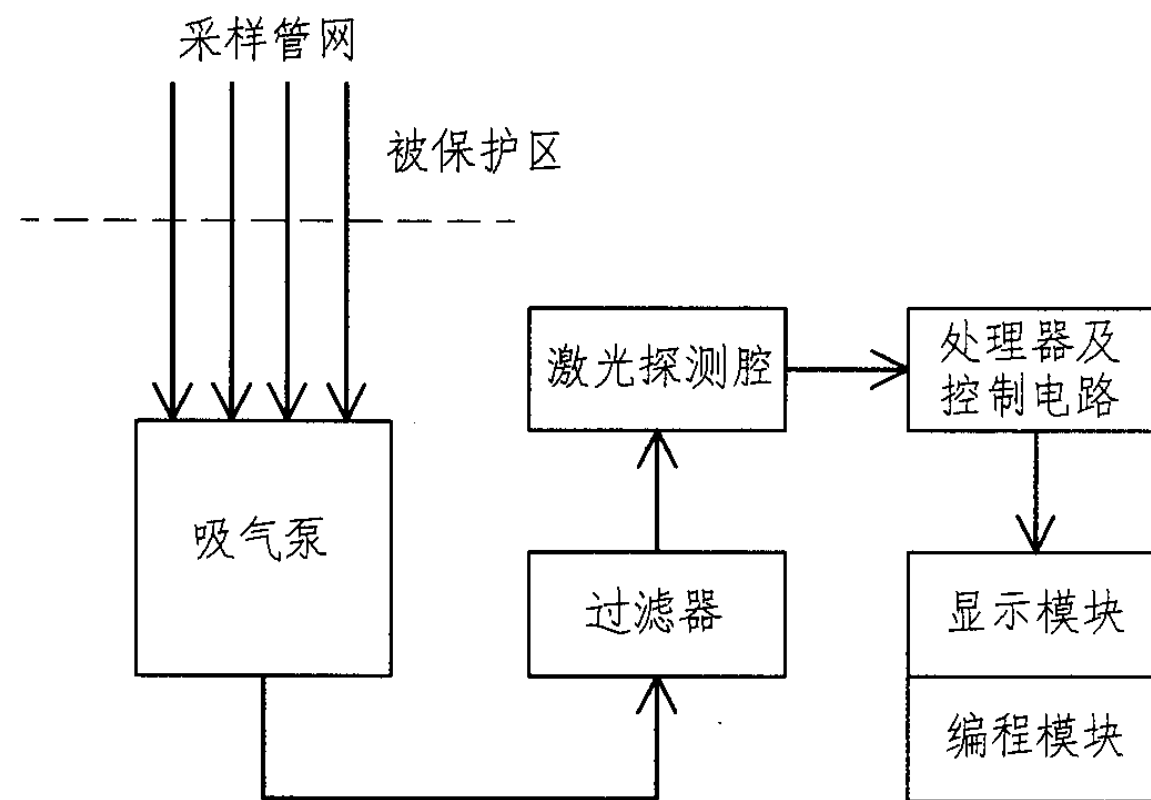 采样管网
被保护区
吸气泵
过滤器
激光探测腔
处理器及
控制电路
显示模块
编程模块